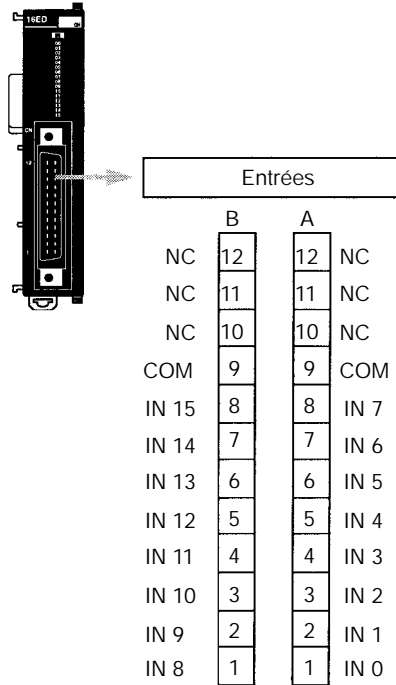 16ED
CN
12
1
Entrées
B A
NC 12 12 NC
NC 11 11 NC
NC 10 10 NC
COM 9 9 COM
IN 15 8 8 IN 7
IN 14 7 7 IN 6
IN 13 6 6 IN 5
IN 12 5 5 IN 4
IN 11 4 4 IN 3
IN 10 3 3 IN 2
IN 9 2 2 IN 1
IN 8 1 1 IN 0